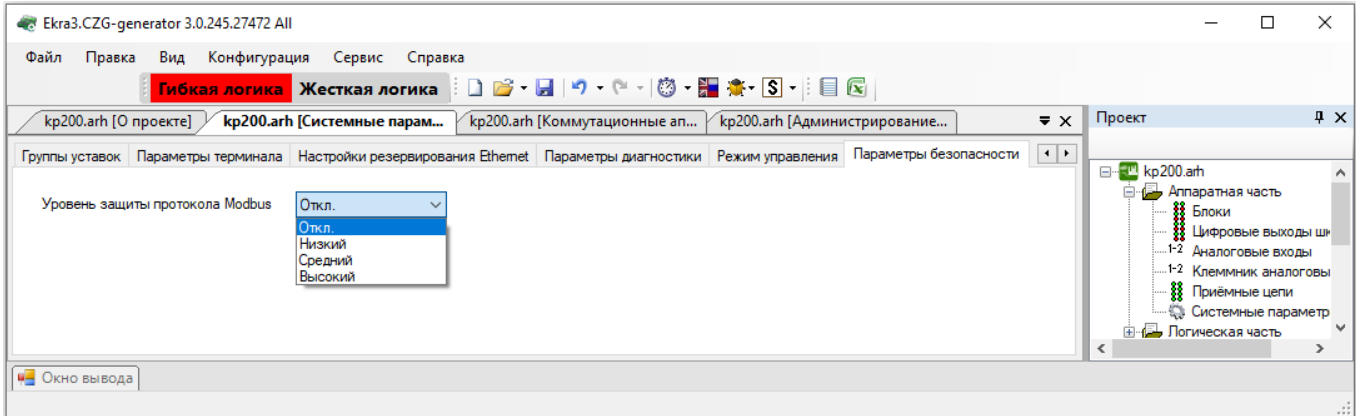 Ekra3.CZG-generator 3.0.245.27472 All
Файл Правка Вид Конфигурация Сервис Справка
Гибкая логика Жесткая логика
kp200.arh [О проекте] kp200.arh [Системные парам... kp200.arh [Коммутационные ап... kp200.arh [Администрирование...
Проект
Группы уставок Параметры терминала Настройки резервирования Ethernet Параметры диагностики Режим управления Параметры безопасности
Уровень защиты протокола Modbus Откл.
Откл.
Низкий
Средний
Высокий
kp200.arh
Аппаратная часть
Блоки
Цифровые выходы шк
1-2 Аналоговые входы
1-2 Клеммник аналоговы
Приёмные цепи
Системные параметр
Логическая часть
Окно вывода